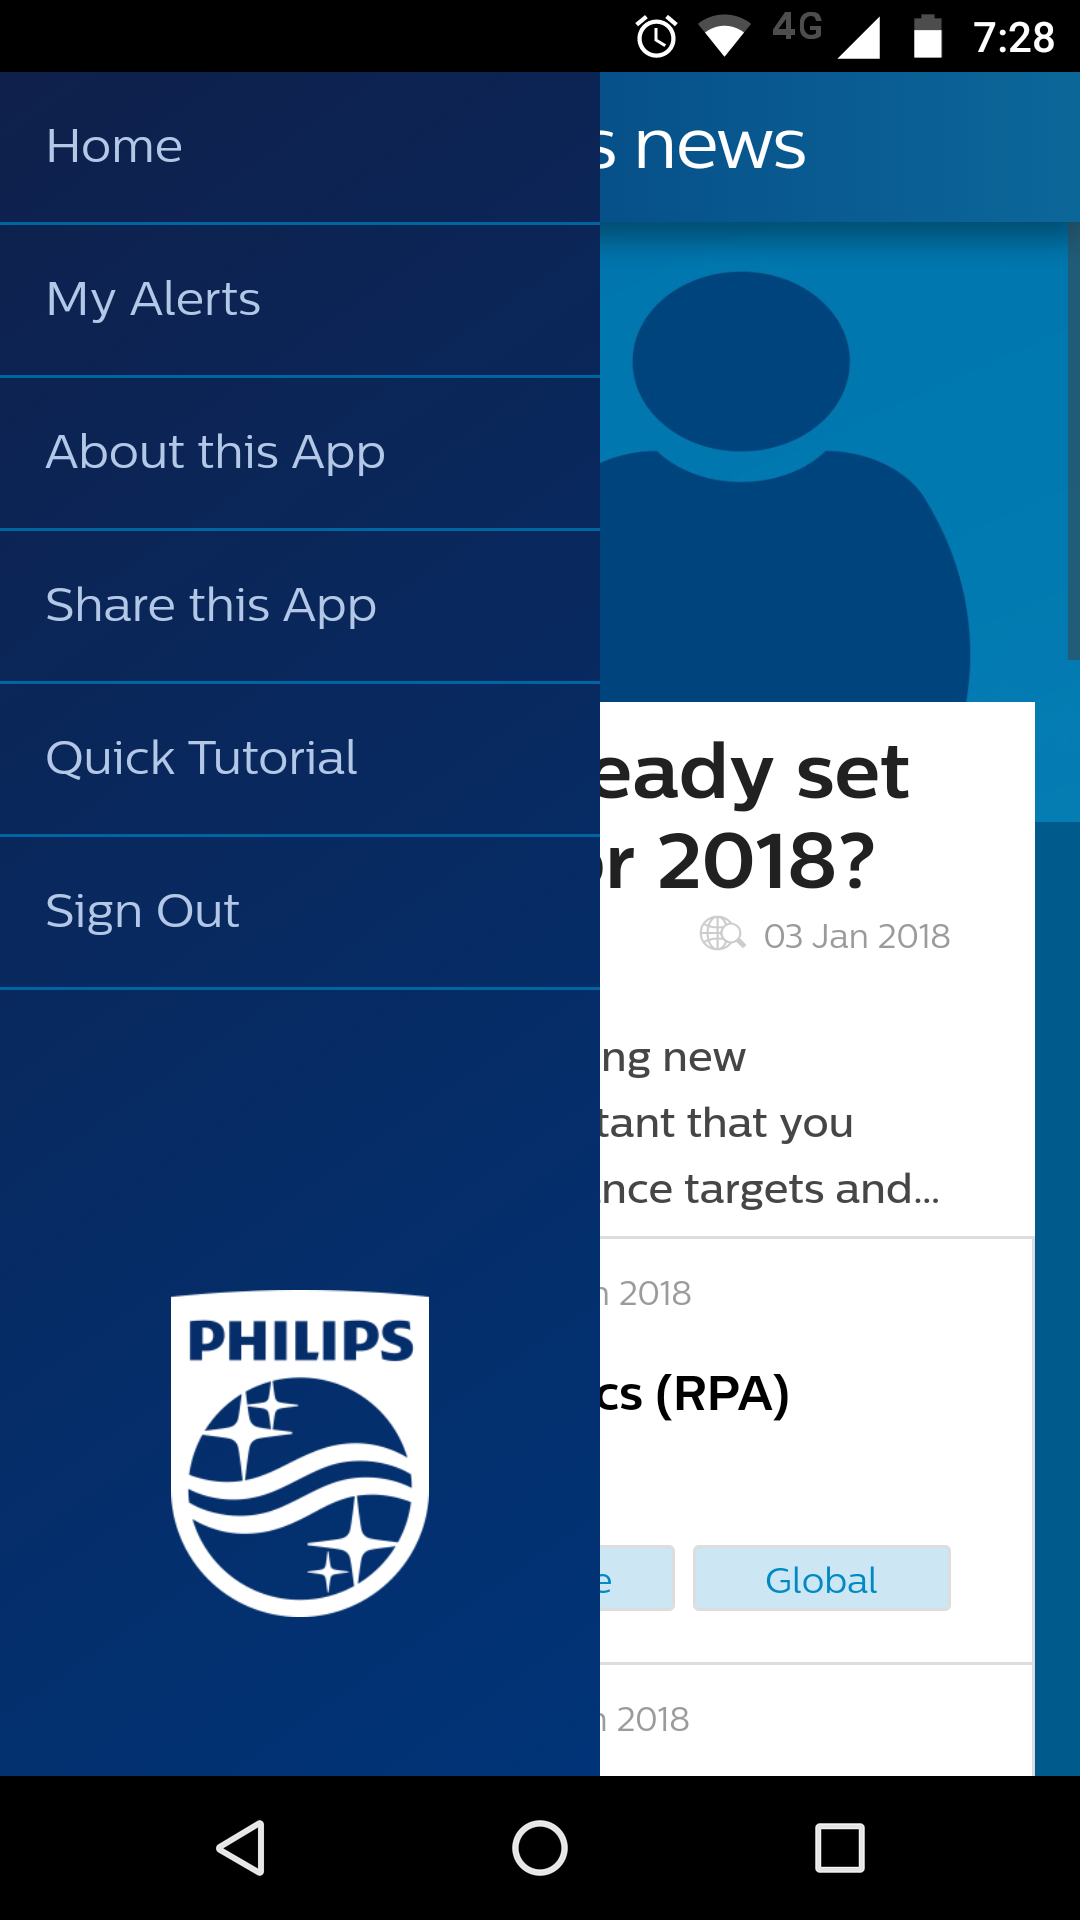 4G 7:28
Home
s news
My Alerts
About this App
Share this App
Quick Tutorial
eady set
Sign Out
or 2018?
03 Jan 2018
ng new
tant that you
nce targets and...
n 2018
PHILIPS
cs (RPA)
e Global
n 2018